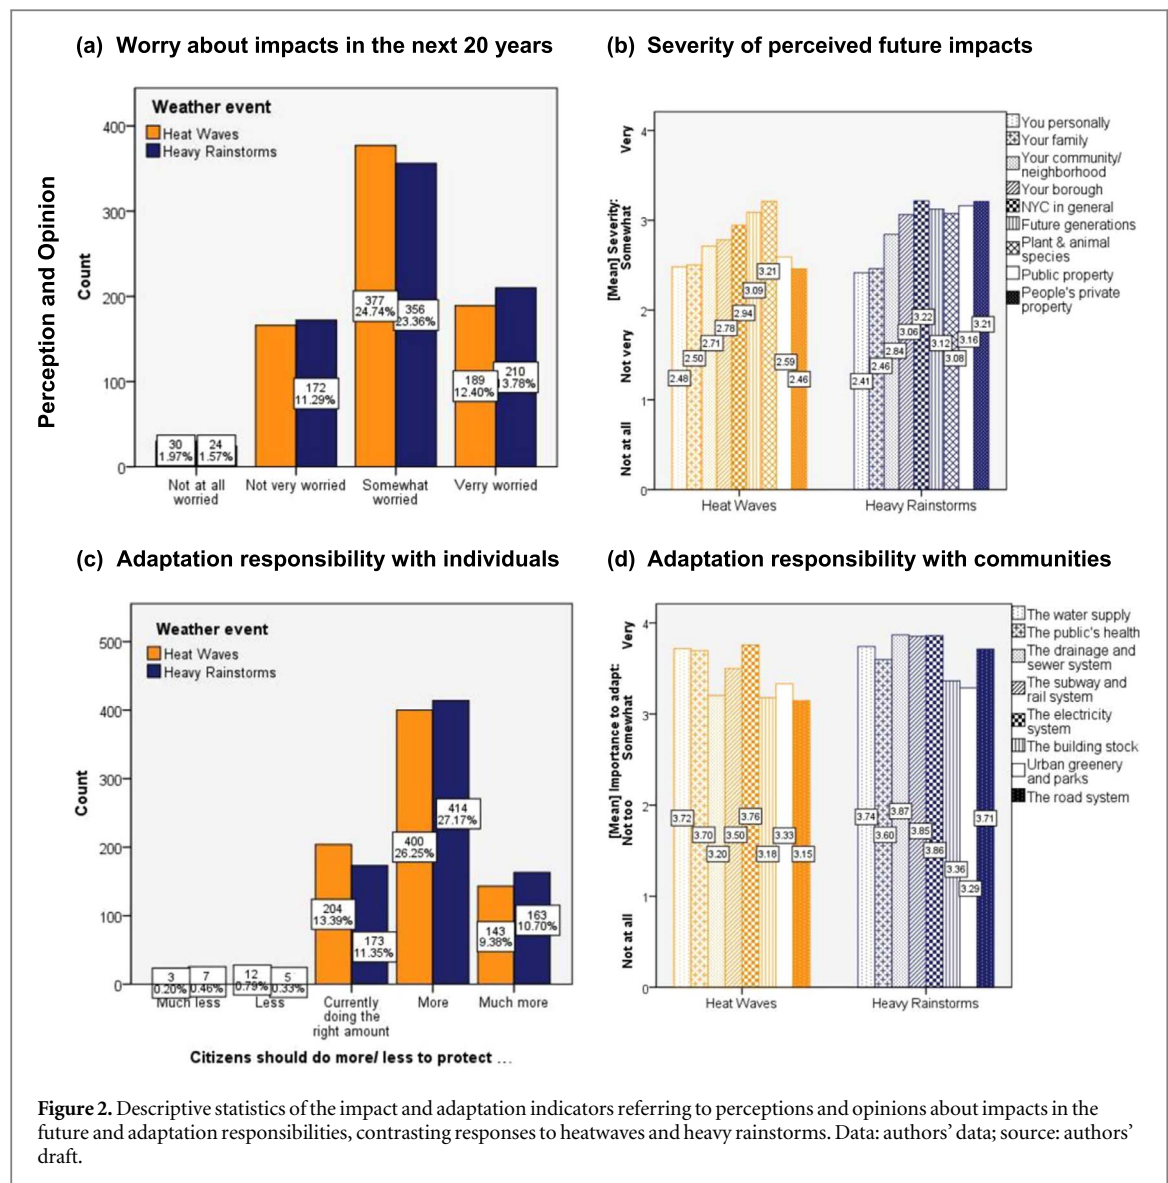 (a) Worry about impacts in the next 20 years
(b) Severity of perceived future impacts
Perception and Opinion
Weather event
Heat Waves
Heavy Rainstorms
Count
400
300
200
100
0
30
1.97%
24
1.57%
172
11.29%
377
24.74%
356
23.36%
189
12.40%
210
13.78%
Not at all
worried
Not very worried
Somewhat
worried
Verry worried
[Mean] Severity:
Not at all
Not very
Somewhat
Very
4
3
2
1
0
2.48
2.50
2.71
2.78
2.94
3.09
3.21
2.59
2.46
2.41
2.46
2.84
3.06
3.22
3.12
3.08
3.16
3.21
Heat Waves
Heavy Rainstorms
You personally
Your family
Your community/
neighborhood
Your borough
NYC in general
Future generations
Plant & animal
species
Public property
People's private
property
(c) Adaptation responsibility with individuals
(d) Adaptation responsibility with communities
Weather event
Heat Waves
Heavy Rainstorms
Count
500
400
300
200
100
0
3
0.20%
7
0.46%
12
0.79%
5
0.33%
204
13.39%
173
11.35%
400
26.25%
414
27.17%
143
9.38%
163
10.70%
Much less
Less
Currently
doing the
right amount
More
Much more
Citizens should do more/ less to protect ...
[Mean] Importance to adapt:
Not at all
Not too
Somewhat
Very
4
3
2
1
0
3.72
3.70
3.20
3.50
3.76
3.18
3.33
3.15
3.74
3.60
3.87
3.85
3.86
3.36
3.29
3.71
Heat Waves
Heavy Rainstorms
The water supply
The public's health
The drainage and
sewer system
The subway and
rail system
The electricity
system
The building stock
Urban greenery
and parks
The road system
Figure 2. Descriptive statistics of the impact and adaptation indicators referring to perceptions and opinions about impacts in the
future and adaptation responsibilities, contrasting responses to heatwaves and heavy rainstorms. Data: authors' data; source: authors'
draft.